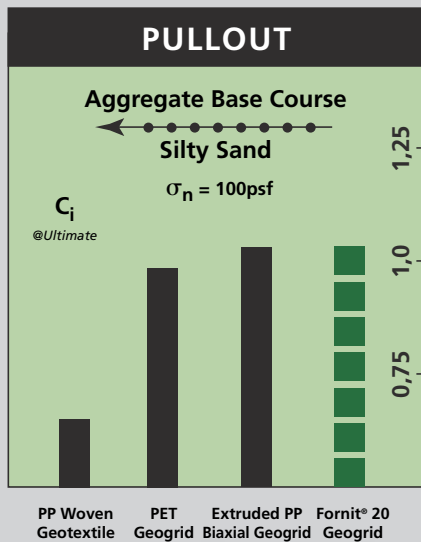 PULLOUT
Aggregate Base Course
Silty Sand
σn = 100psf
Ci
@Ultimate
1,25
1,0
0,75
PP Woven
Geotextile
PET
Geogrid
Extruded PP
Biaxial Geogrid
Fornit® 20
Geogrid